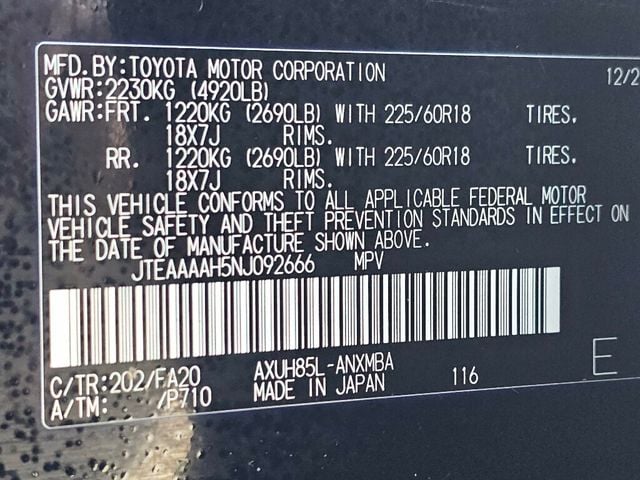 MFD.BY:TOYOTA MOTOR CORPORATION 12/2
GVWR:2230KG (4920LB)
GAWR:FRT. 1220KG (2690LB) WITH 225/60R18 TIRES.
18X7J RIMS.
RR. 1220KG (2690LB) WITH 225/60R18 TIRES.
18X7J RIMS.
THIS VEHICLE CONFORMS TO ALL APPLICABLE FEDERAL MOTOR
VEHICLE SAFETY AND THEFT PREVENTION STANDARDS IN EFFECT ON
THE DATE OF MANUFACTURE SHOWN ABOVE.
JTEAAAAH5NJ092666 MPV
C/TR:202/FA20 AXUH85L-ANXMBA
A/TM: /P710 MADE IN JAPAN 116 E